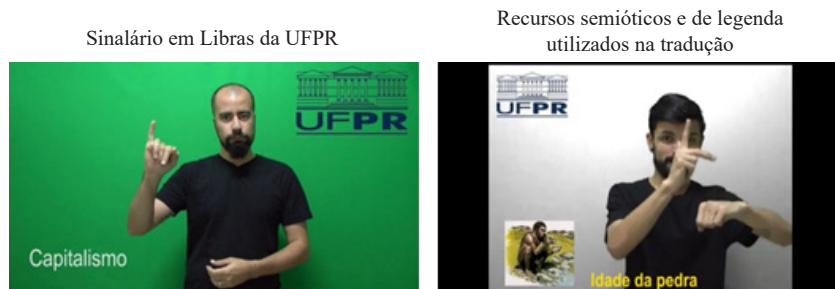 Sinalário em Libras da UFPR
Recursos semióticos e de legenda
utilizados na tradução
UFPR
Capitalismo
UFPR
Idade da pedra